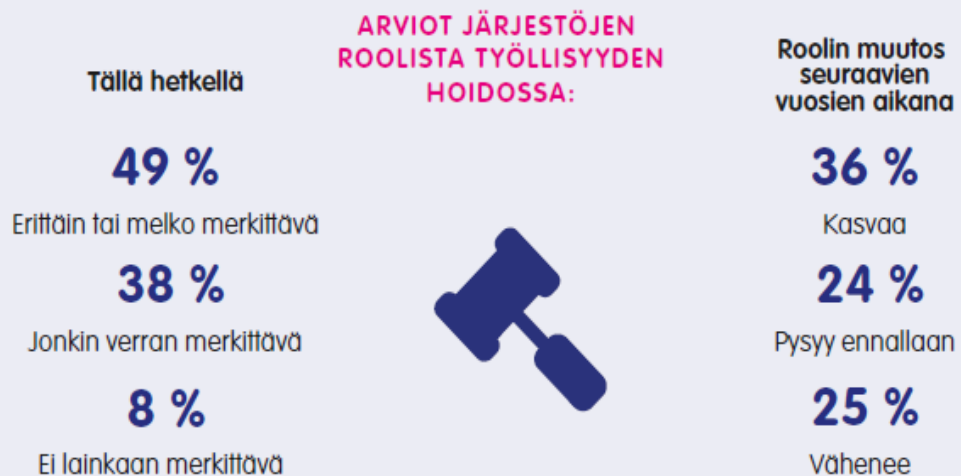 ARVIOT JÄRJESTÖJEN
ROOLISTA TYÖLLISYYDEN
HOIDOSSA:
Tällä hetkellä
49 %
Erittäin tai melko merkittävä
38 %
Jonkin verran merkittävä
8 %
Ei lainkaan merkittävä
Roolin muutos
seuraavien
vuosien aikana
36 %
Kasvaa
24 %
Pysyy ennallaan
25 %
Vähenee